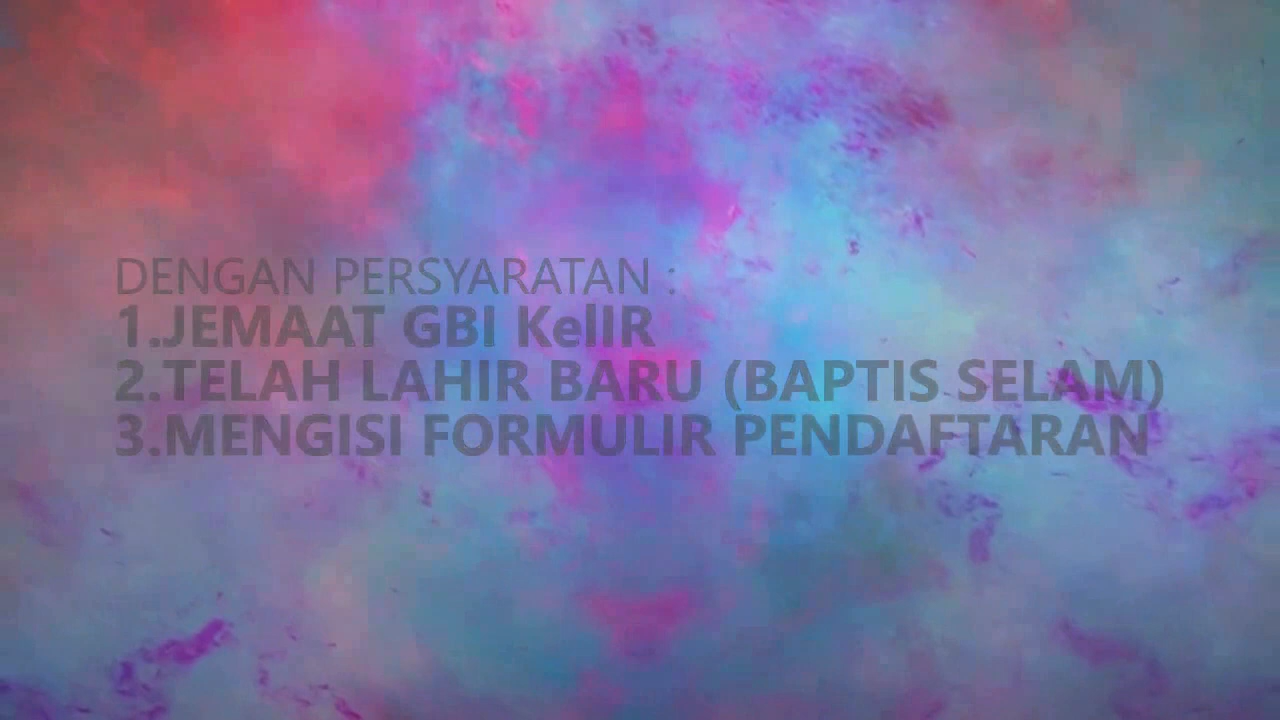 DENGAN PERSYARATAN :
1.JEMAAT GBI KelIR
2.TELAH LAHIR BARU (BAPTIS SELAM)
3.MENGISI FORMULIR PENDAFTARAN